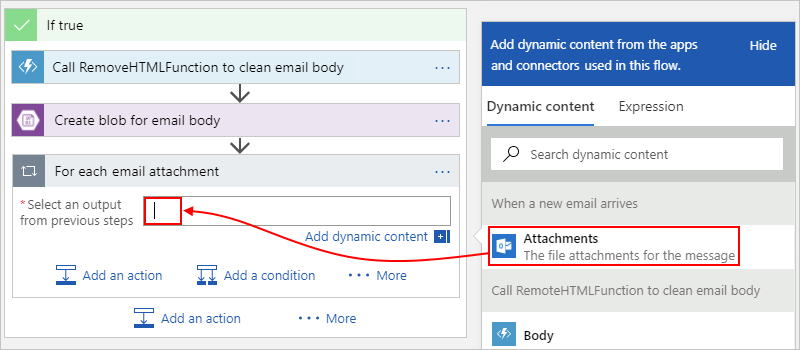 If true
Call RemoveHTMLFunction to clean email body
...
Create blob for email body
...
For each email attachment
...
* Select an output
from previous steps
Add dynamic content
Add an action
Add a condition
... More
Add an action
... More
Add dynamic content from the apps
and connectors used in this flow.
Hide
Dynamic content
Expression
Search dynamic content
When a new email arrives
Attachments
The file attachments for the message
Call RemoteHTMLFunction to clean email body
Body